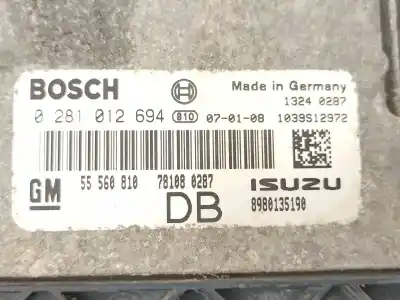 BOSCH Made in Germany
1324 0287
0 281 012 694 810 07-01-08 1039S12972
GM 55 560 810 781080 0287 ISUZU
DB 8980135190